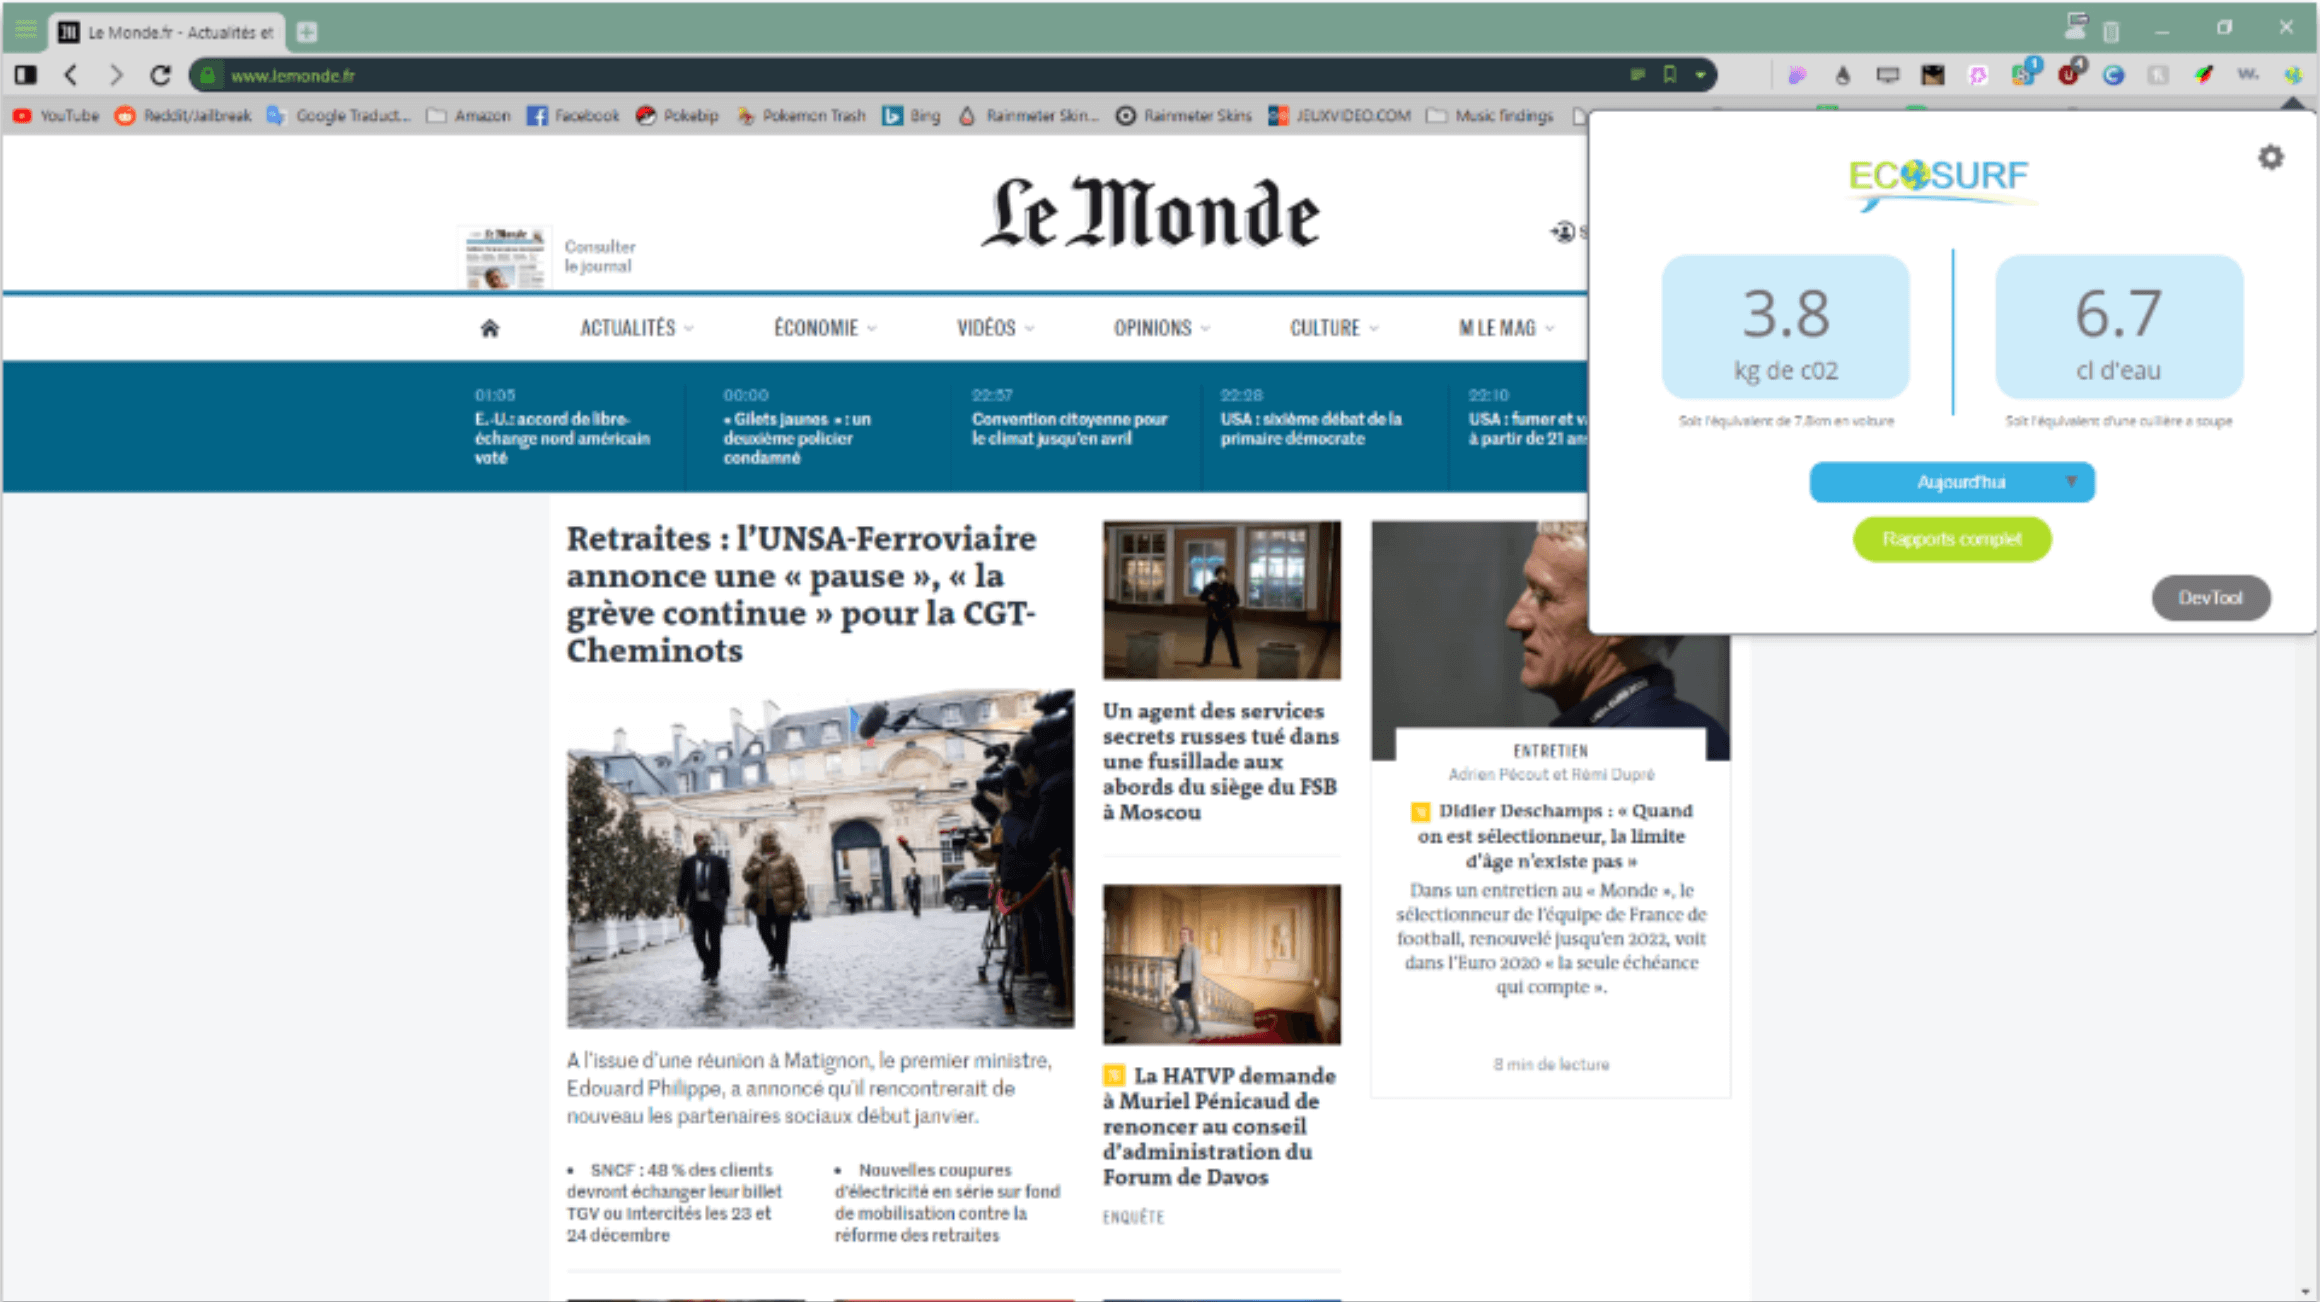 Le Monde.fr - Actualités et
www.lemonde.fr
YouTube
Reddit/Jailbreak
Google Traduct...
Amazon
Facebook
Pokebip
Pokemon Trash
Bing
Rainmeter Skin...
Rainmeter Skins
JEUXVIDEO.COM
Music findings
Consulter
le journal
Le Monde
ACTUALITÉS
ÉCONOMIE
VIDÉOS
OPINIONS
CULTURE
M LE MAG
01:05
E.-U.: accord de libre-
échange nord américain
voté
00:00
« Gilets jaunes » : un
deuxième policier
condamné
22:57
Convention citoyenne pour
le climat jusqu'en avril
22:28
USA : sixième débat de la
primaire démocrate
22:10
USA : fumer et v
à partir de 21 an
ECOSURF
3.8
kg de c02
Soit l'équivalent de 7.8km en voiture
6.7
cl d'eau
Soit l'équivalent d'une cuillère a soupe
Aujourd'hui
Rapports complet
DevTool
Retraites : l’UNSA-Ferroviaire
annonce une « pause », « la
grève continue » pour la CGT-
Cheminots
A l’issue d’une réunion à Matignon, le premier ministre,
Edouard Philippe, a annoncé qu’il rencontrerait de
nouveau les partenaires sociaux début janvier.
• SNCF : 48 % des clients
devront échanger leur billet
TGV ou Intercités les 23 et
24 décembre
• Nouvelles coupures
d’électricité en série sur fond
de mobilisation contre la
réforme des retraites
Un agent des services
secrets russes tué dans
une fusillade aux
abords du siège du FSB
à Moscou
La HATVP demande
à Muriel Pénicaud de
renoncer au conseil
d’administration du
Forum de Davos
ENQUÊTE
ENTRETIEN
Adrien Pécout et Rémi Dupré
Didier Deschamps : « Quand
on est sélectionneur, la limite
d’âge n’existe pas »
Dans un entretien au « Monde », le
sélectionneur de l’équipe de France de
football, renouvelé jusqu’en 2022, voit
dans l’Euro 2020 « la seule échéance
qui compte ».
8 min de lecture